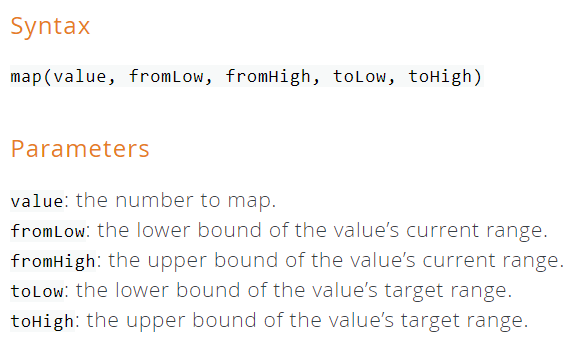 Syntax
map(value, fromLow, fromHigh, toLow, toHigh)
Parameters
value: the number to map.
fromLow: the lower bound of the value’s current range.
fromHigh: the upper bound of the value’s current range.
toLow: the lower bound of the value’s target range.
toHigh: the upper bound of the value’s target range.